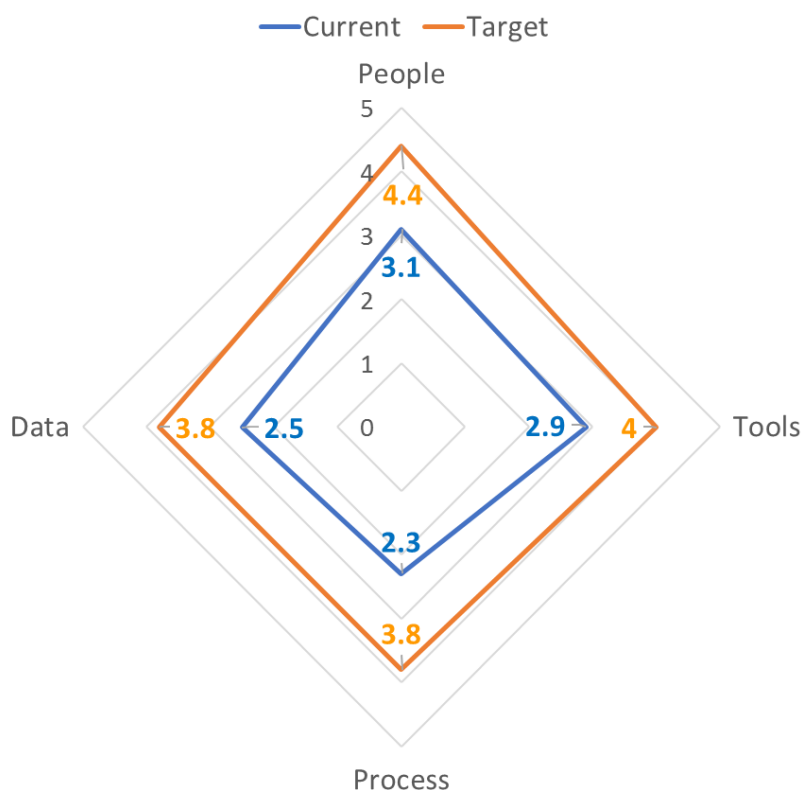 Current Target
People
5
4
4.4
3
3.1
2
1
Data 3.8 2.5 0 2.9 4 Tools
2.3
3.8
Process